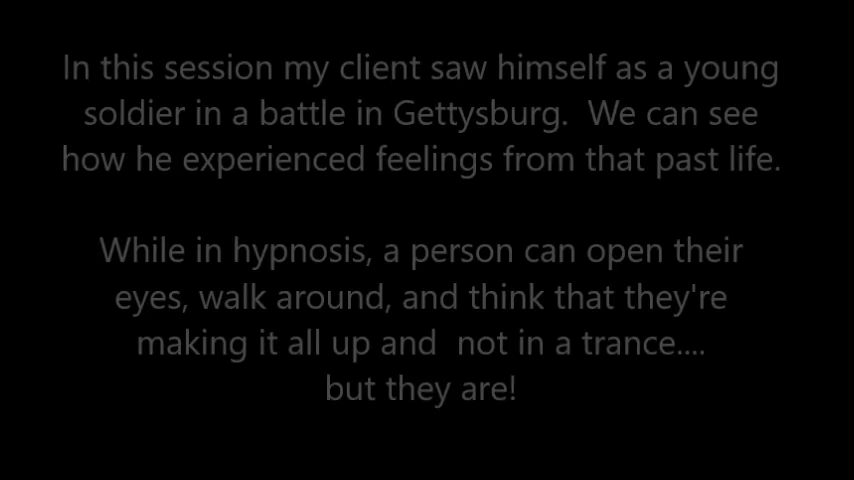 In this session my client saw himself as a young
soldier in a battle in Gettysburg.  We can see
how he experienced feelings from that past life.
While in hypnosis, a person can open their
eyes, walk around, and think that they're
making it all up and  not in a trance....
but they are!